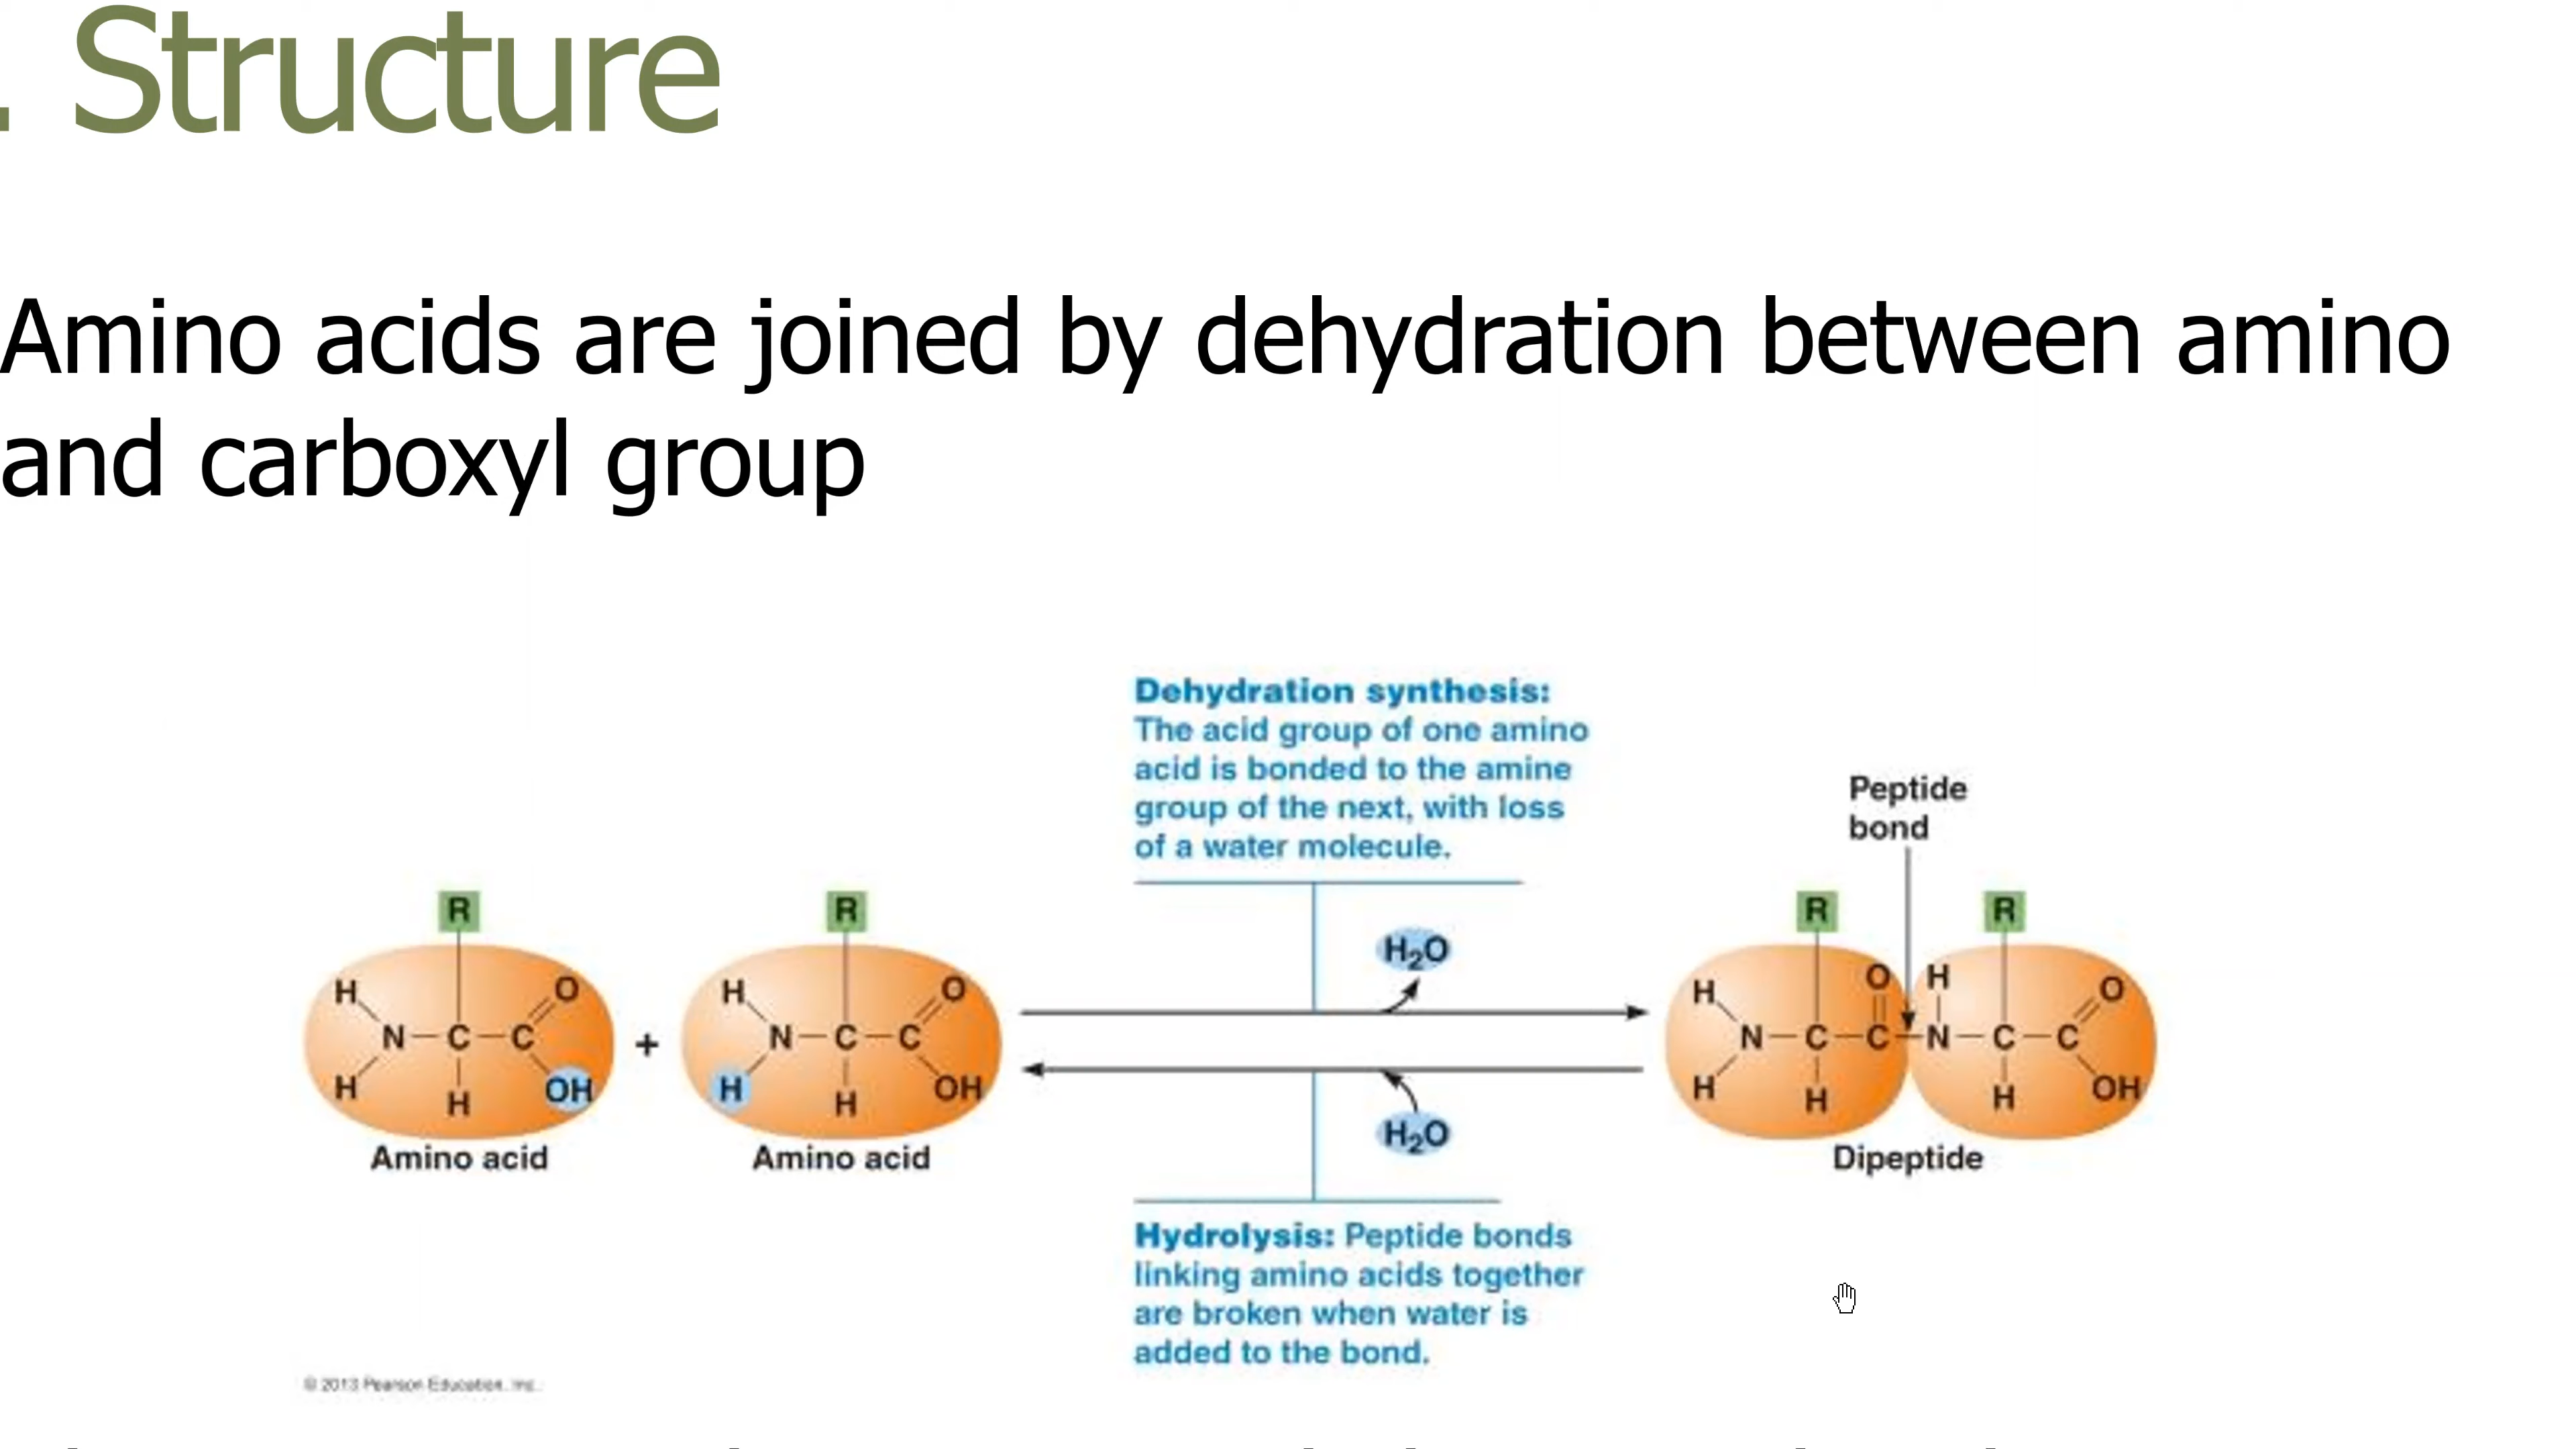 . Structure
Amino acids are joined by dehydration between amino
and carboxyl group
Dehydration synthesis:
The acid group of one amino
acid is bonded to the amine
group of the next, with loss
of a water molecule.
Peptide
bond
R
R
R
R
H
O
H
O
H2O
H
O
H
O
N C C
+
N C C
N C C N C C
H
H
OH
H
H
OH
H2O
H
H
H
OH
Amino acid
Amino acid
Dipeptide
Hydrolysis: Peptide bonds
linking amino acids together
are broken when water is
added to the bond.
© 2013 Pearson Education, Inc.